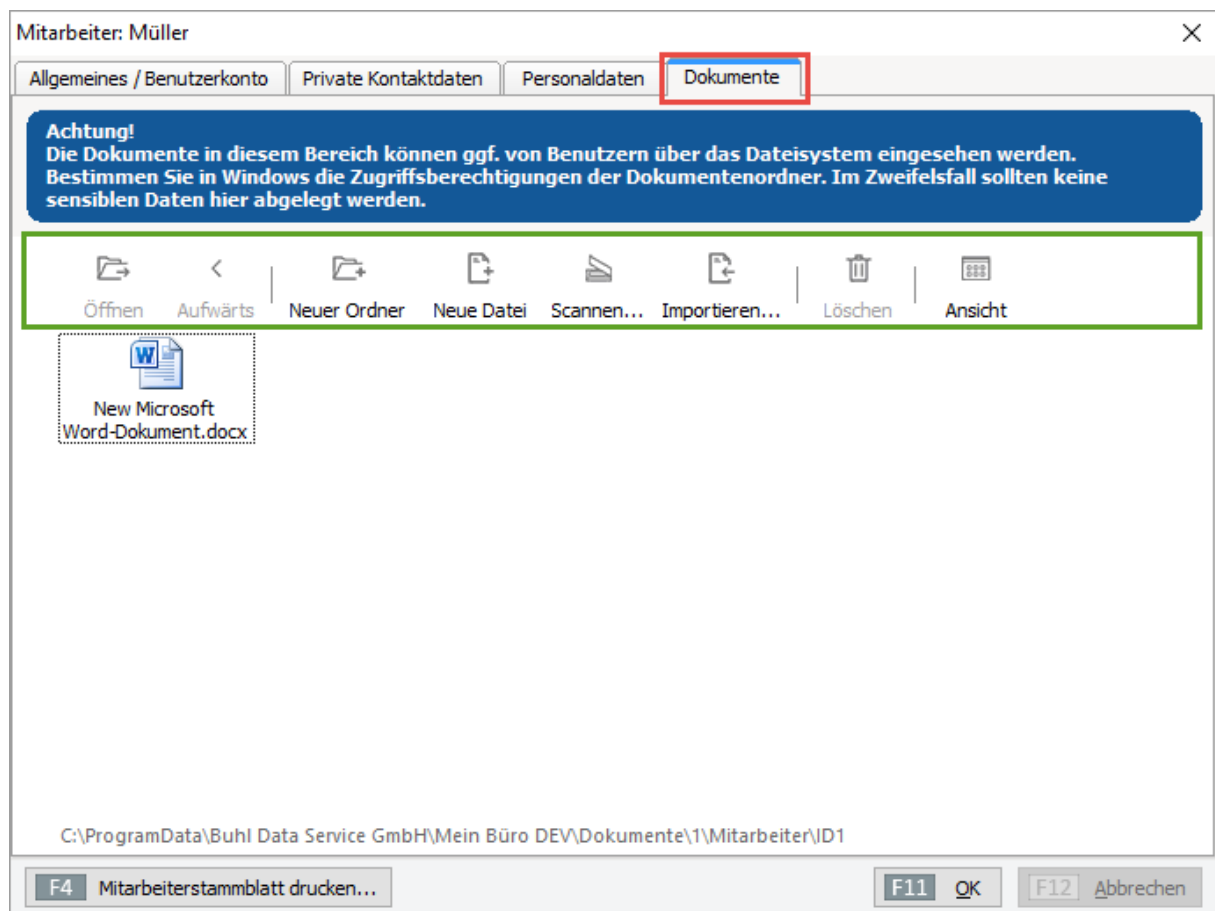 Mitarbeiter: Müller
Allgemeines / Benutzerkonto Private Kontaktdaten Personaldaten Dokumente
Achtung!
Die Dokumente in diesem Bereich können ggf. von Benutzern über das Dateisystem eingesehen werden.
Bestimmen Sie in Windows die Zugriffsberechtigungen der Dokumentenordner. Im Zweifelsfall sollten keine
sensiblen Daten hier abgelegt werden.
Öffnen Aufwärts Neuer Ordner Neue Datei Scannen... Importieren... Löschen Ansicht
W
New Microsoft
Word-Dokument.docx
C:\ProgramData\Buhl Data Service GmbH\Mein Büro DEV\Dokumente\1\Mitarbeiter\ID1
F4 Mitarbeiterstammblatt drucken... F11 OK F12 Abbrechen